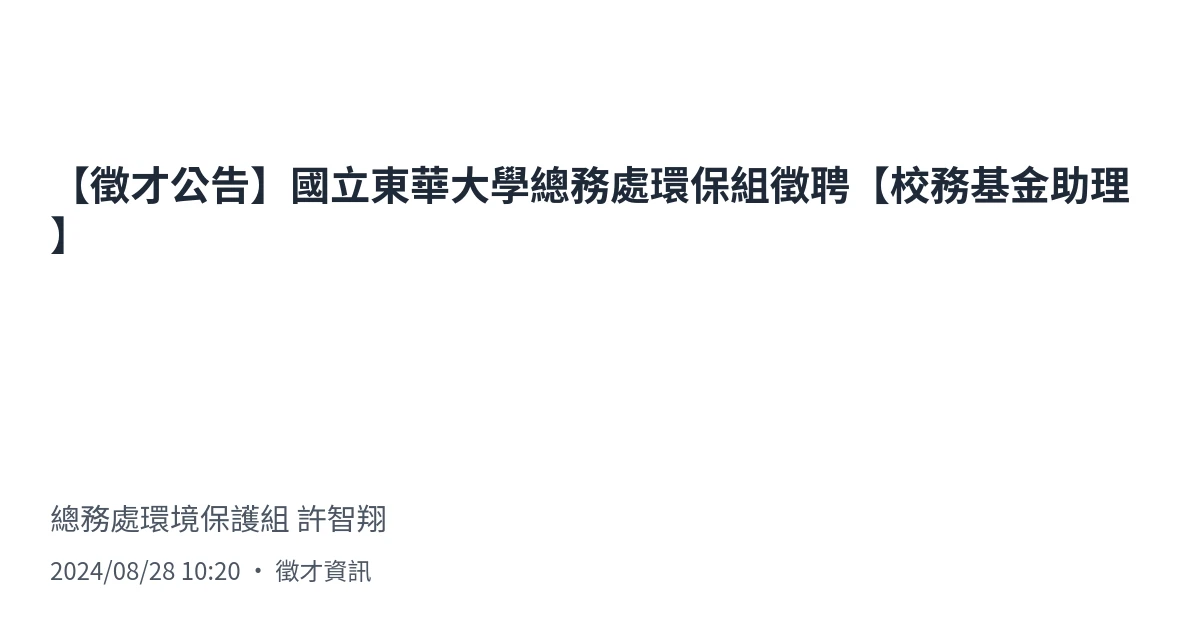 【徵才公告】國立東華大學總務處環保組徵聘【校務基金助理
】
總務處環境保護組 許智翔
2024/08/28 10:20 • 徵才資訊